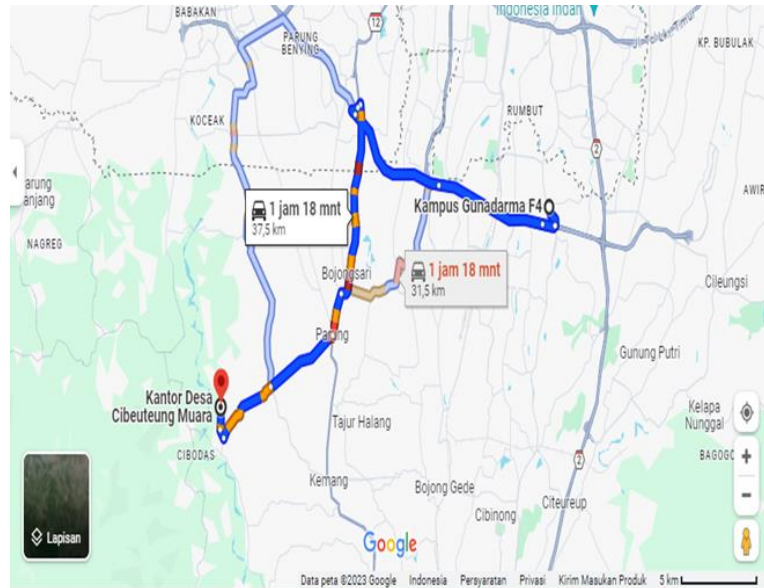 BABAKAN
12
Indonesia Indah
PARUNG
BENYING
KP. BUBULAK
KOCEAK
RUMBUT
2
Kampus Gunadarma F4
1 jam 18 mnt
37,5 km
NAGREG
1 jam 18 mnt
31,5 km
Bojongsari
Cileungsi
Parung
Gunung Putri
Kantor Desa
Cibeuteung Muara
Tajur Halang
Kelapa
Nunggal
CIBODAS
2
Kemang
Bojong Gede
Citeureup
Cibinong
Lapisan
Google
Data peta ©2023 Google Indonesia Persyaratan Privasi Kirim Masukan Produk 5 km